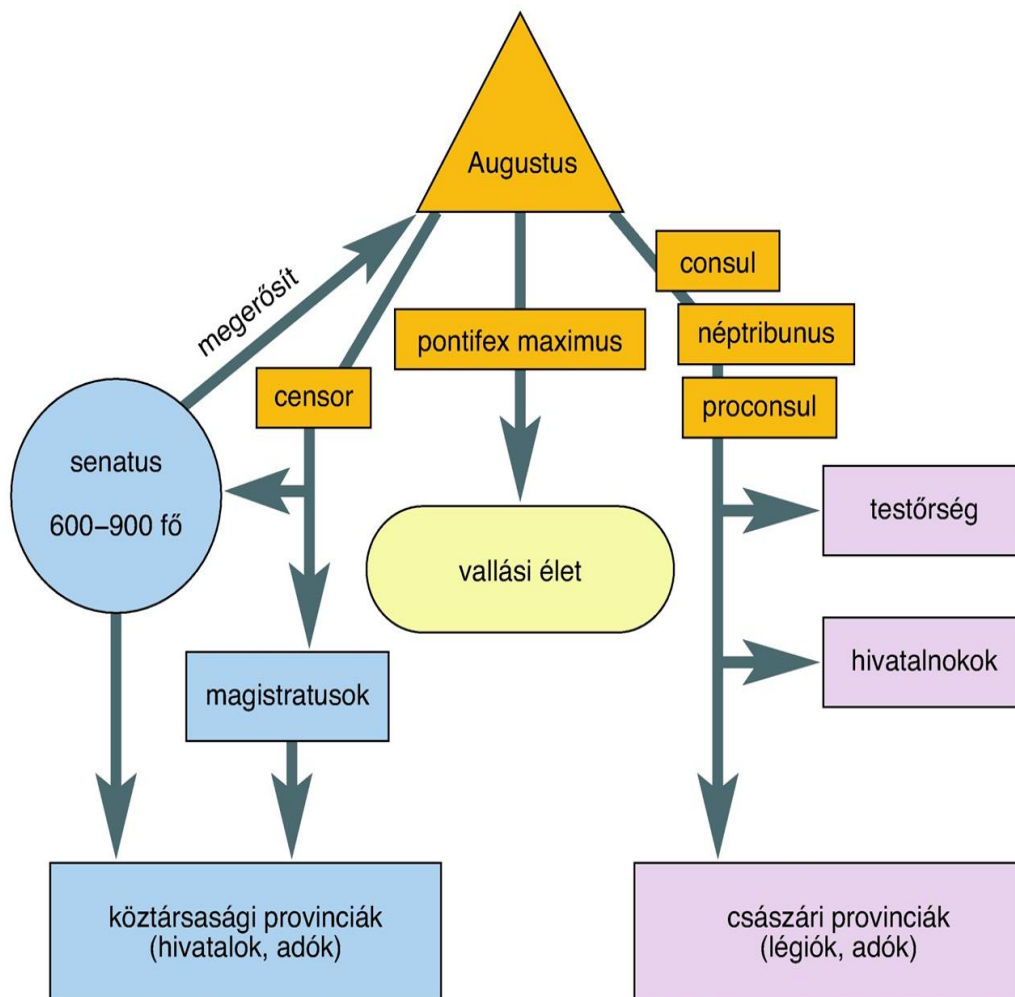 Augustus
megerősít
consul
néptribunus
pontifex maximus
censor
proconsul
senatus
600–900 fő
testőrség
vallási élet
hivatalnokok
magistratusok
köztársasági provinciák
(hivatalok, adók)
császári provinciák
(légiók, adók)